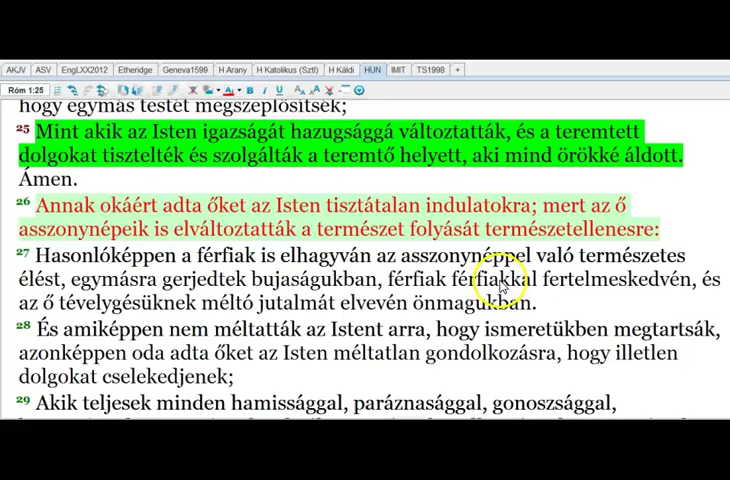 AKJV ASV EngLXX2012 Etheridge Geneva1599 H Arany H Katolikus (Sztl) H Káldi HUN IMIT TS1998 +
Róm 1:25
hogy egymás testét megszeplősítsék;
25 Mint akik az Isten igazságát hazugsággá változtatták, és a teremtett
dolgokat tisztelték és szolgálták a teremtő helyett, aki mind örökké áldott.
Ámen.
26 Annak okáért adta őket az Isten tisztátalan indulatokra; mert az ő
asszonynépeik is elváltoztatták a természet folyását természetellenesre:
27 Hasonlóképpen a férfiak is elhagyván az asszonynéppel való természetes
élést, egymásra gerjedtek bujaságukban, férfiak férfiakkal fertelmeskedvén, és
az ő tévelygésüknek méltó jutalmát elvevén önmagukban.
28 És amiképpen nem méltatták az Istent arra, hogy ismeretükben megtartsák,
azonképpen oda adta őket az Isten méltatlan gondolkozásra, hogy illetlen
dolgokat cselekedjenek;
29 Akik teljesek minden hamissággal, paráznasággal, gonoszsággal,